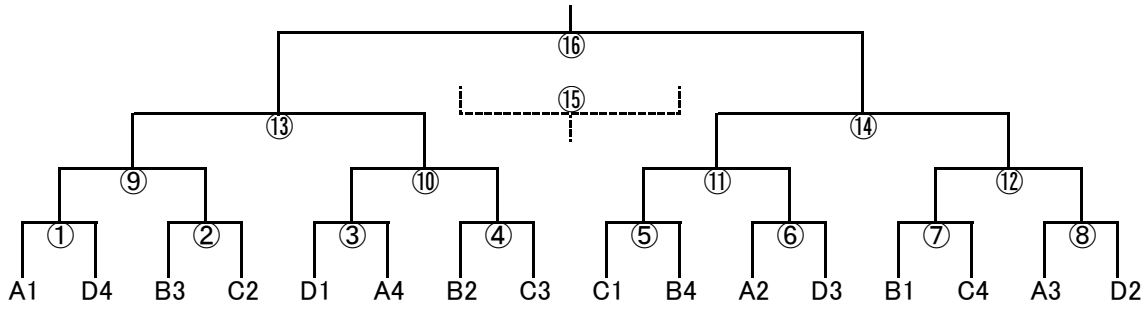 ⑯
⑮
⑬ ⑭
⑨ ⑩ ⑪ ⑫
① ② ③ ④ ⑤ ⑥ ⑦ ⑧
A1 D4 B3 C2 D1 A4 B2 C3 C1 B4 A2 D3 B1 C4 A3 D2